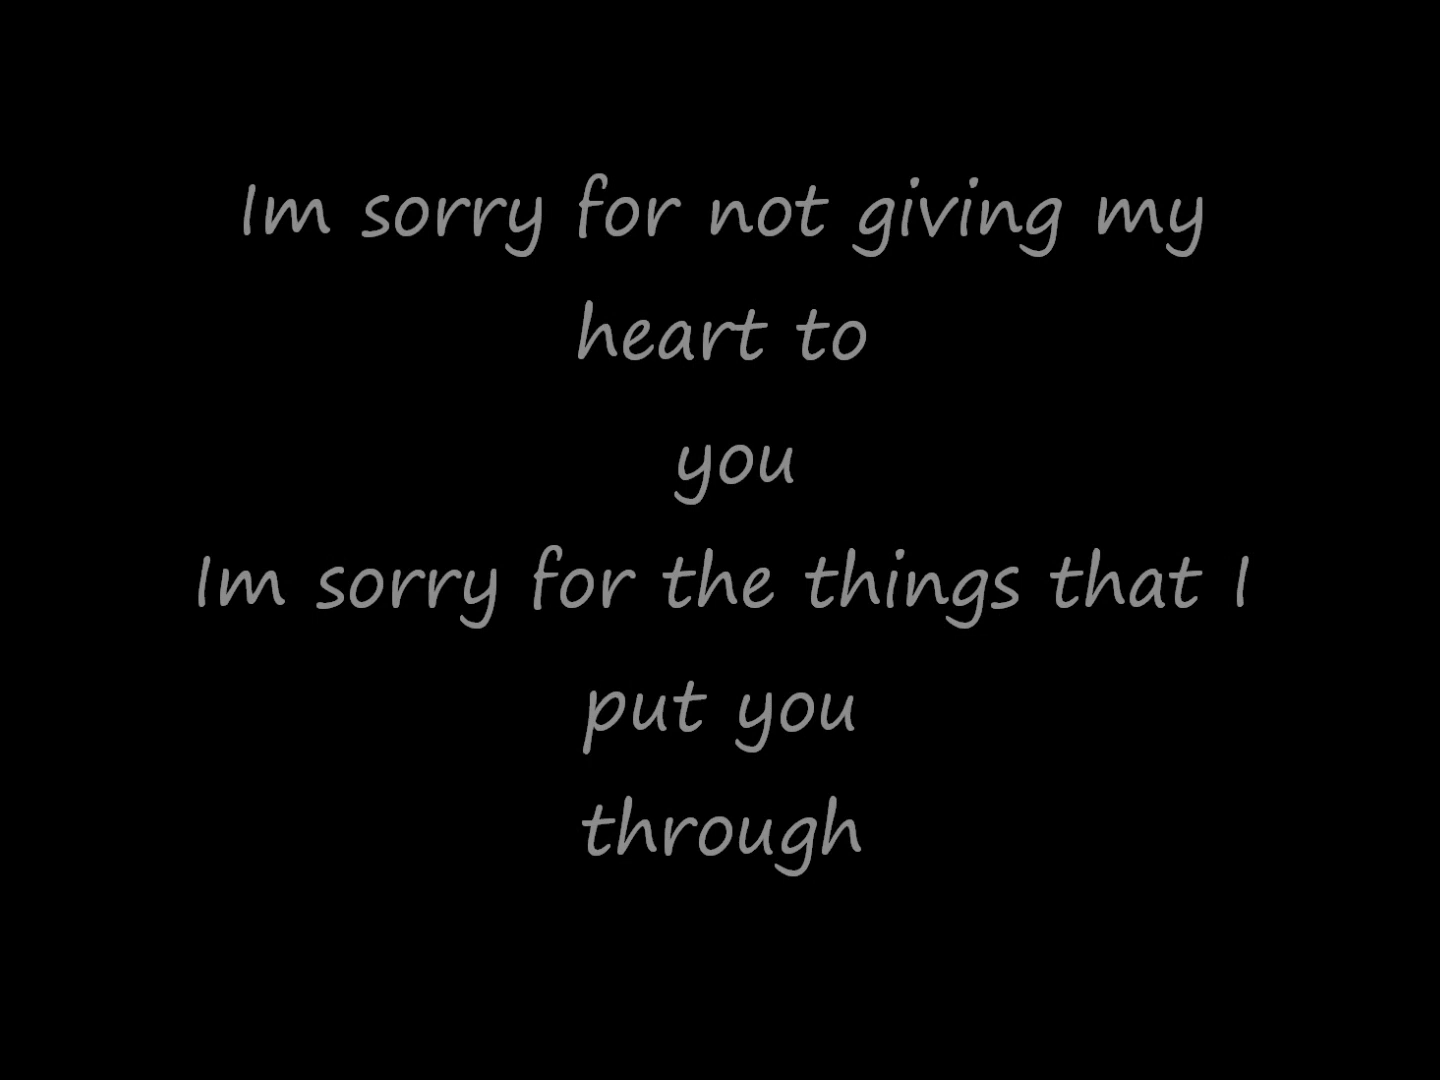 Im sorry for not giving my
heart to
you
Im sorry for the things that I
put you
through